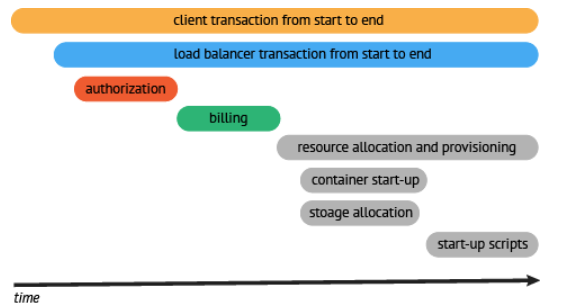 client transaction from start to end
load balancer transaction from start to end
authorization
billing
resource allocation and provisioning
container start-up
stoage allocation
start-up scripts
time